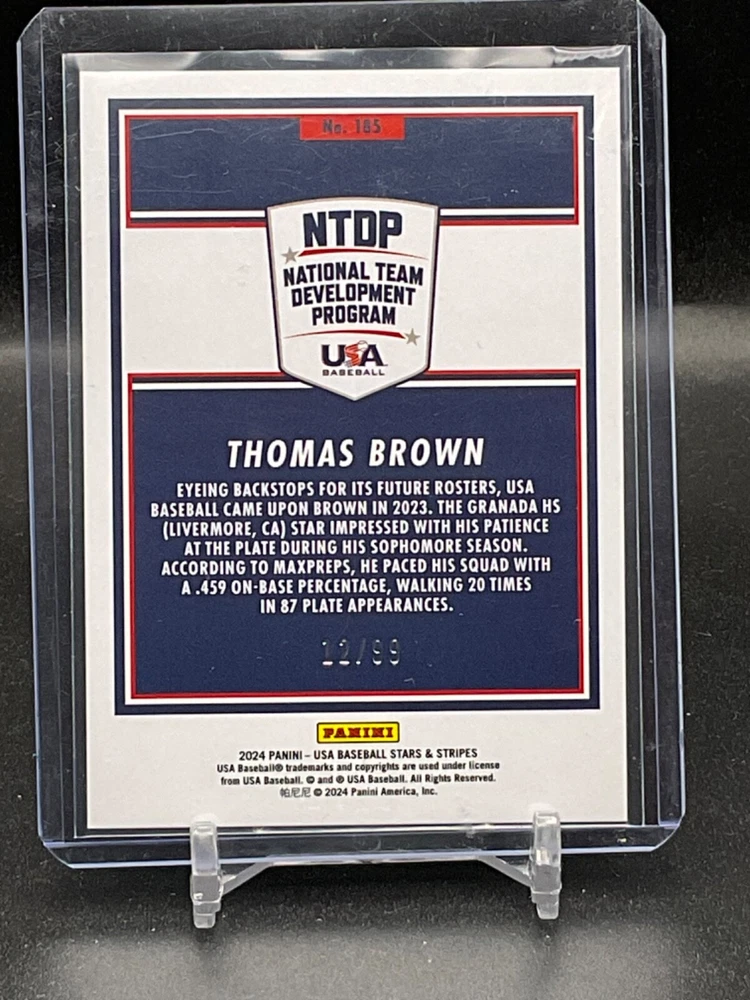 No. 185
NTDP
NATIONAL TEAM
DEVELOPMENT
PROGRAM
USA
BASEBALL
THOMAS BROWN
EYEING BACKSTOPS FOR ITS FUTURE ROSTERS, USA
BASEBALL CAME UPON BROWN IN 2023. THE GRANADA HS
(LIVERMORE, CA) STAR IMPRESSED WITH HIS PATIENCE
AT THE PLATE DURING HIS SOPHOMORE SEASON.
ACCORDING TO MAXPREPS, HE PACED HIS SQUAD WITH
A .459 ON-BASE PERCENTAGE, WALKING 20 TIMES
IN 87 PLATE APPEARANCES.
12/99
PANINI
2024 PANINI – USA BASEBALL STARS & STRIPES
USA Baseball® trademarks and copyrights are used under license
from USA Baseball. © and ® USA Baseball. All Rights Reserved.
帕尼尼 © 2024 Panini America, Inc.